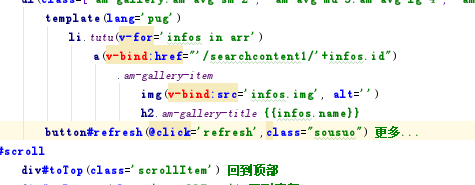 template(lang='pug')
li.tutu(v-for='infos in arr')
a(v-bind:href="'/searchcontent1/'+infos.id")
.am-gallery-item
img(v-bind:src='infos.img', alt='')
h2.am-gallery-title {{infos.name}}
button#refresh(@click='refresh',class="sousuo") 更多...
#scroll
div#toTop(class='scrollItem') 回到顶部